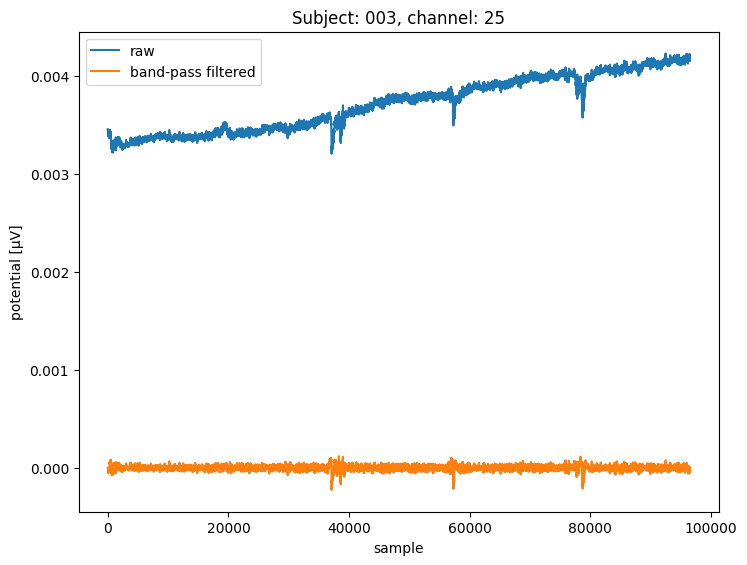 Subject: 003, channel: 25
raw
band-pass filtered
potential [µV]
0.004
0.003
0.002
0.001
0.000
0
20000
40000
60000
80000
100000
sample